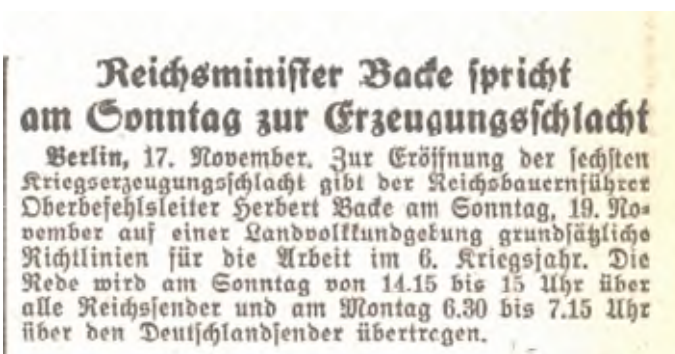 Reichsminister Backe spricht
am Sonntag zur Erzeugungsschlacht
Berlin, 17. November. Zur Eröffnung der sechsten
Kriegserzeugungsschlacht gibt der Reichsbauernführer
Oberbefehlsleiter Herbert Backe am Sonntag, 19. No-
vember auf einer Landvolkkundgebung grundsätzliche
Richtlinien für die Arbeit im 6. Kriegsjahr. Die
Rede wird am Sonntag von 14.15 bis 15 Uhr über
alle Reichssender und am Montag 6.30 bis 7.15 Uhr
über den Deutschlandsender übertragen.